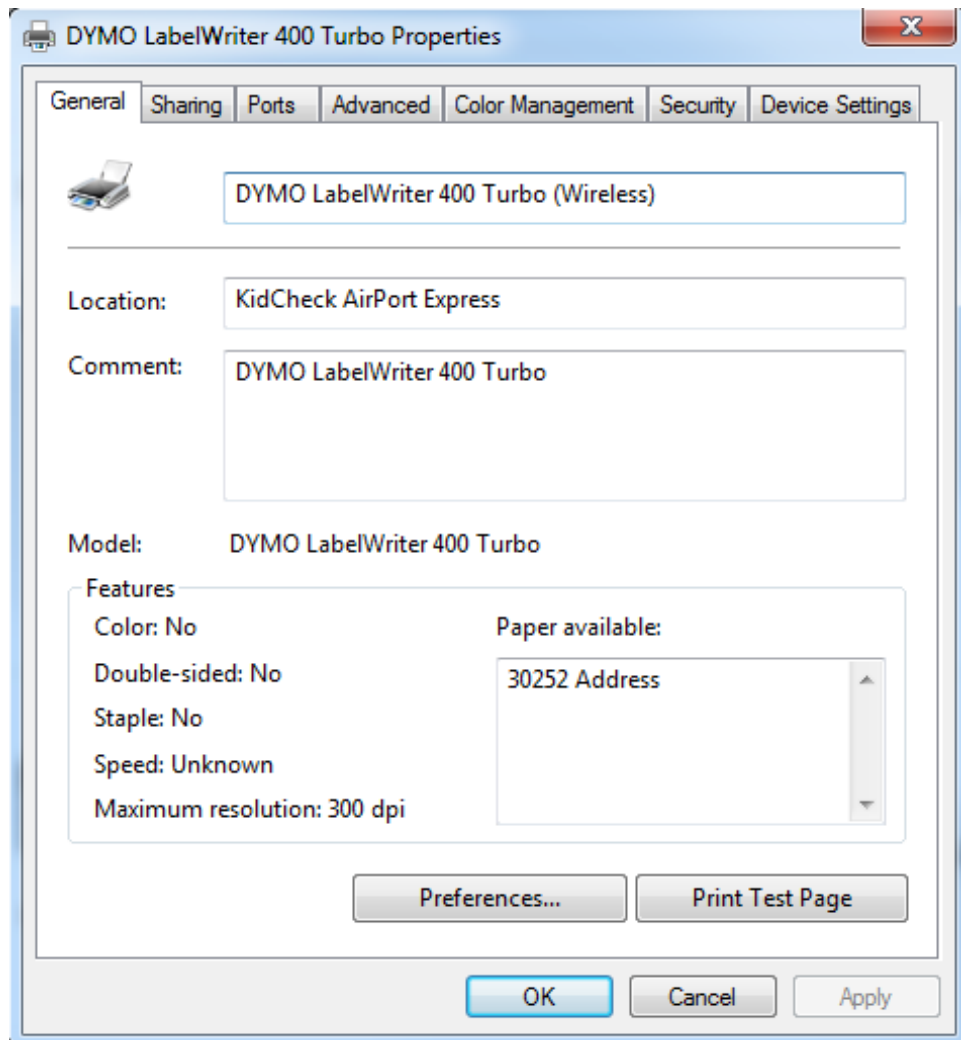 DYMO LabelWriter 400 Turbo Properties
General Sharing Ports Advanced Color Management Security Device Settings
DYMO LabelWriter 400 Turbo (Wireless)
Location: KidCheck AirPort Express
Comment: DYMO LabelWriter 400 Turbo
Model: DYMO LabelWriter 400 Turbo
Features
Color: No
Double-sided: No
Staple: No
Speed: Unknown
Maximum resolution: 300 dpi
Paper available:
30252 Address
Preferences... Print Test Page
OK Cancel Apply